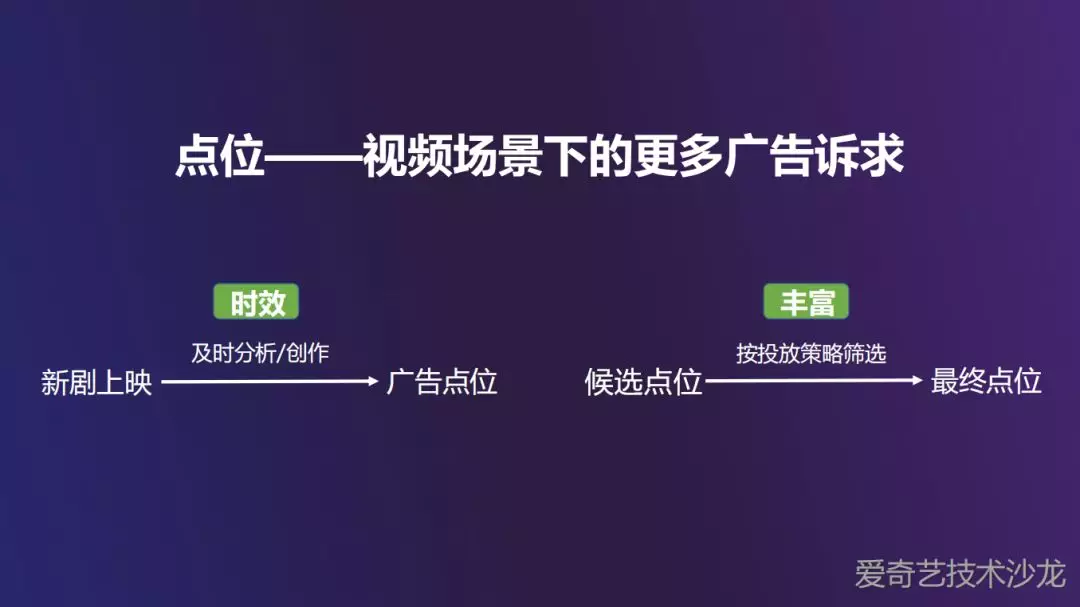 点位——视频场景下的更多广告诉求
时效
及时分析/创作
新剧上映
广告点位
丰富
按投放策略筛选
候选点位
最终点位
爱奇艺技术沙龙